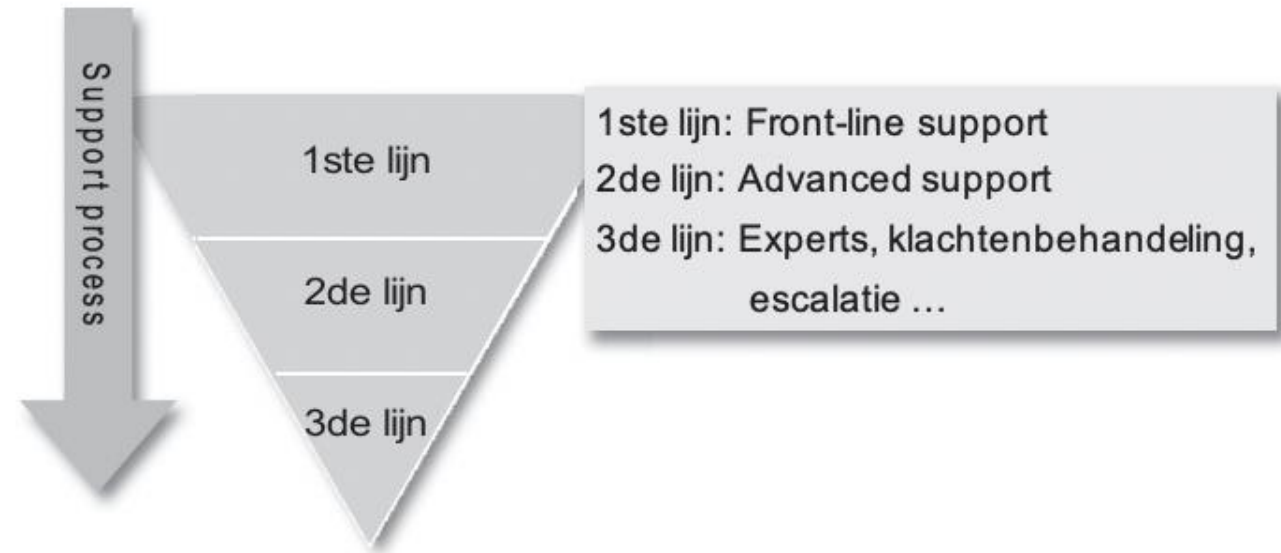 Support process
1ste lijn
2de lijn
3de lijn
1ste lijn: Front-line support
2de lijn: Advanced support
3de lijn: Experts, klachtenbehandeling,
escalatie ...